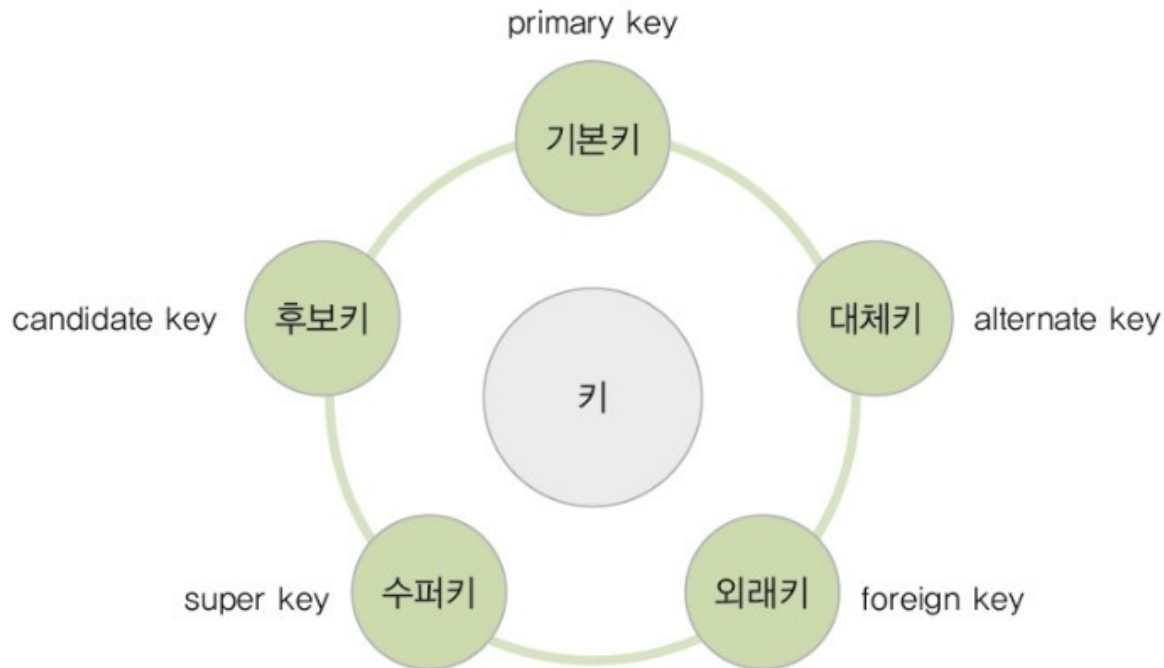 primary key
기본키
candidate key
후보키
대체키
alternate key
키
super key
수퍼키
외래키
foreign key